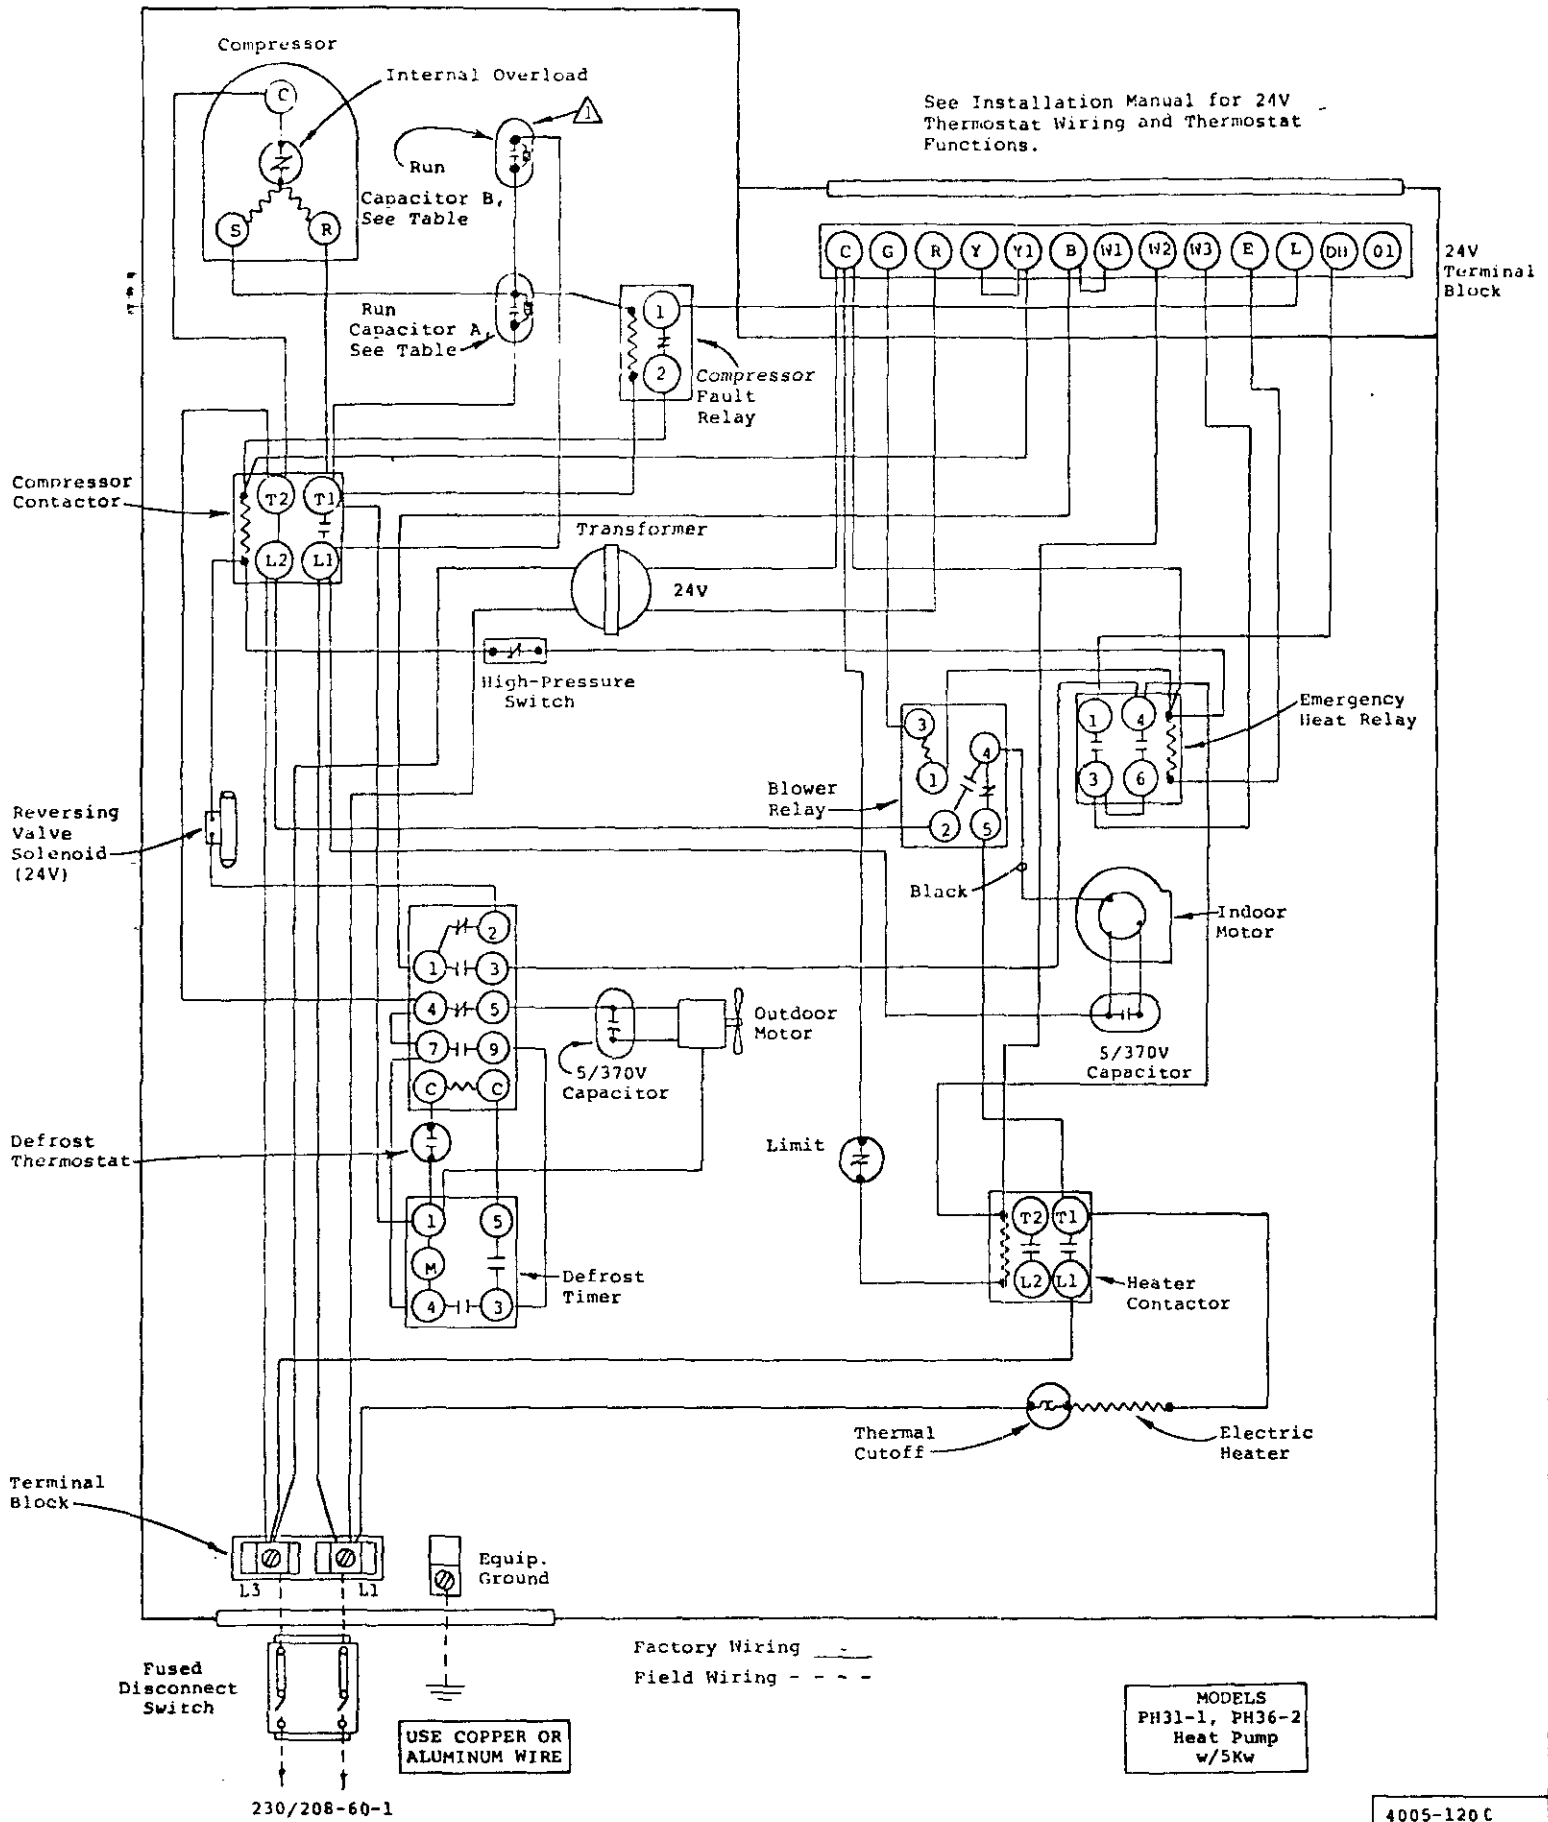 Compressor
Internal Overload
C
S
R
1
Run
Capacitor B,
See Table
Run
Capacitor A,
See Table
See Installation Manual for 24V
Thermostat Wiring and Thermostat
Functions.
C G R Y Y1 B W1 W2 W3 E L DH O1
24V
Terminal
Block
1
2
Compressor
Fault
Relay
Compressor
Contactor
T2 T1
L2 L1
Transformer
24V
High-Pressure
Switch
Emergency
Heat Relay
1 4
3 6
Blower
Relay
3
4
1
2
5
Black
Reversing
Valve
Solenoid
(24V)
Indoor
Motor
2
1 3
4 5
7 9
C C
Outdoor
Motor
5/370V
Capacitor
5/370V
Capacitor
Defrost
Thermostat
Limit
1 5
M
4 3
Defrost
Timer
T2 T1
L2 L1
Heater
Contactor
Thermal
Cutoff
Electric
Heater
Terminal
Block
L3
L1
Equip.
Ground
Factory Wiring
Field Wiring
Fused
Disconnect
Switch
USE COPPER OR
ALUMINUM WIRE
MODELS
PH31-1, PH36-2
Heat Pump
w/5Kw
230/208-60-1
4005-120 C